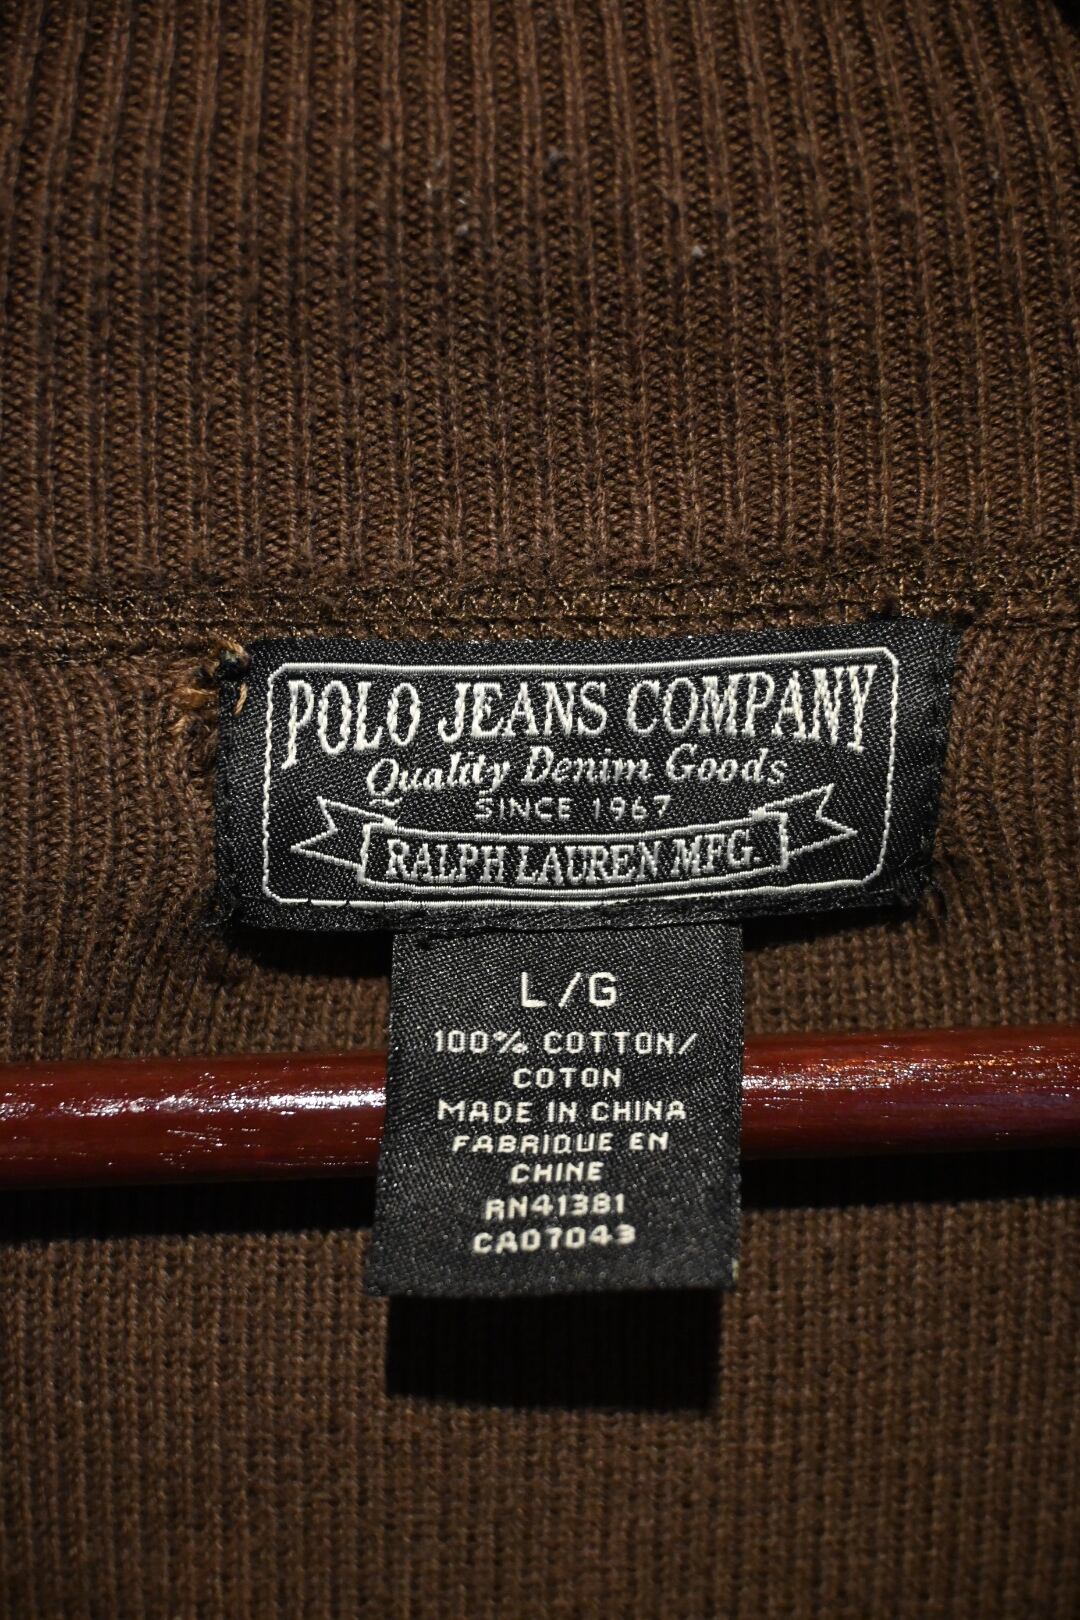 POLO JEANS COMPANY
Quality Denim Goods
SINCE 1967
RALPH LAUREN MFG.
L/G
100% COTTON/
COTON
MADE IN CHINA
FABRIQUE EN
CHINE
RN41381
CA07043